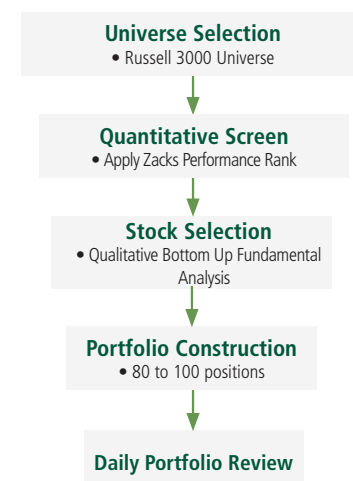 Universe Selection
• Russell 3000 Universe
Quantitative Screen
• Apply Zacks Performance Rank
Stock Selection
• Qualitative Bottom Up Fundamental
Analysis
Portfolio Construction
• 80 to 100 positions
Daily Portfolio Review